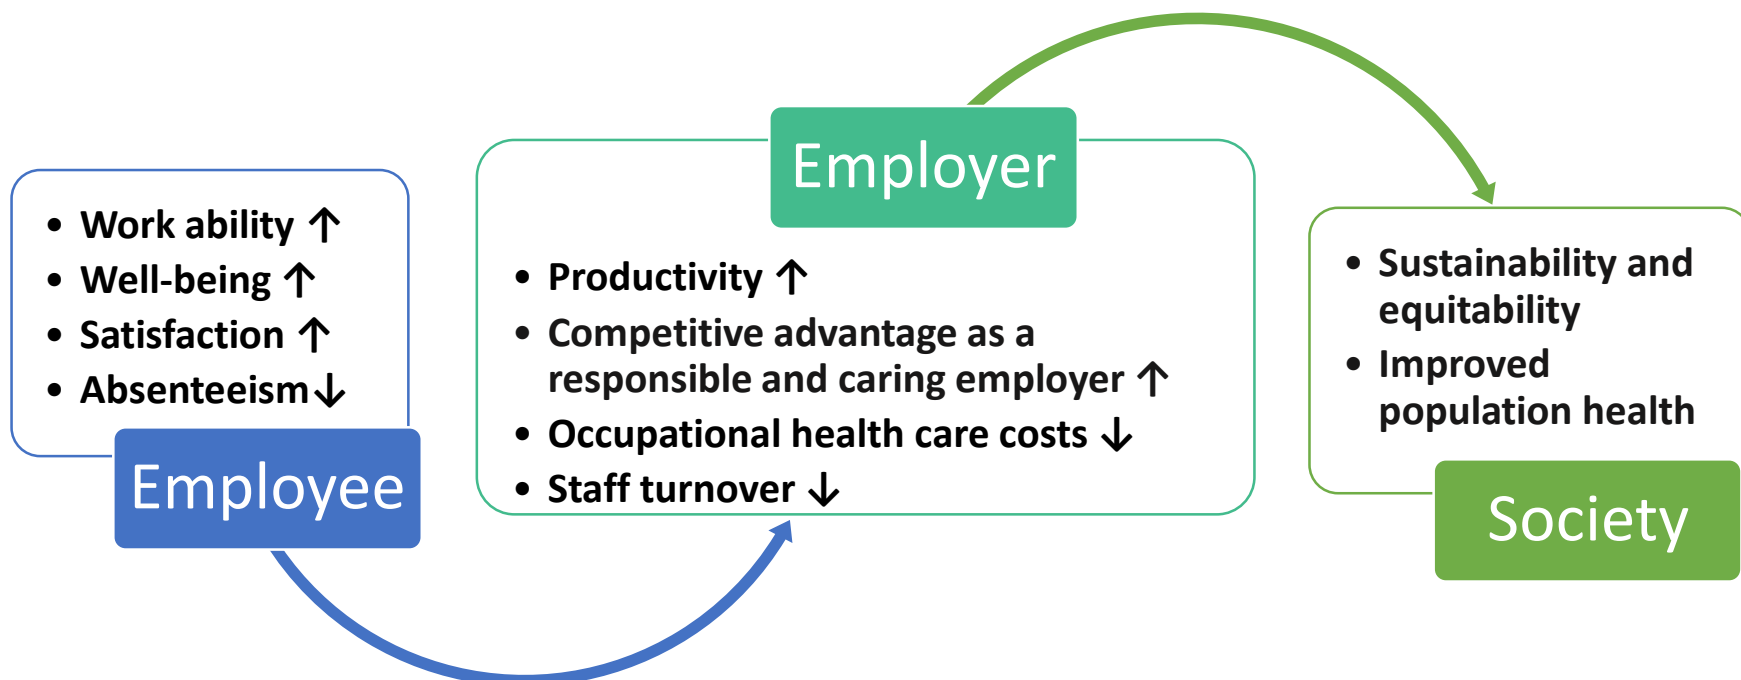 • Work ability ↑
• Well-being ↑
• Satisfaction ↑
• Absenteeism↓
Employee
Employer
• Productivity ↑
• Competitive advantage as a
responsible and caring employer ↑
• Occupational health care costs ↓
• Staff turnover ↓
• Sustainability and
equitability
• Improved
population health
Society